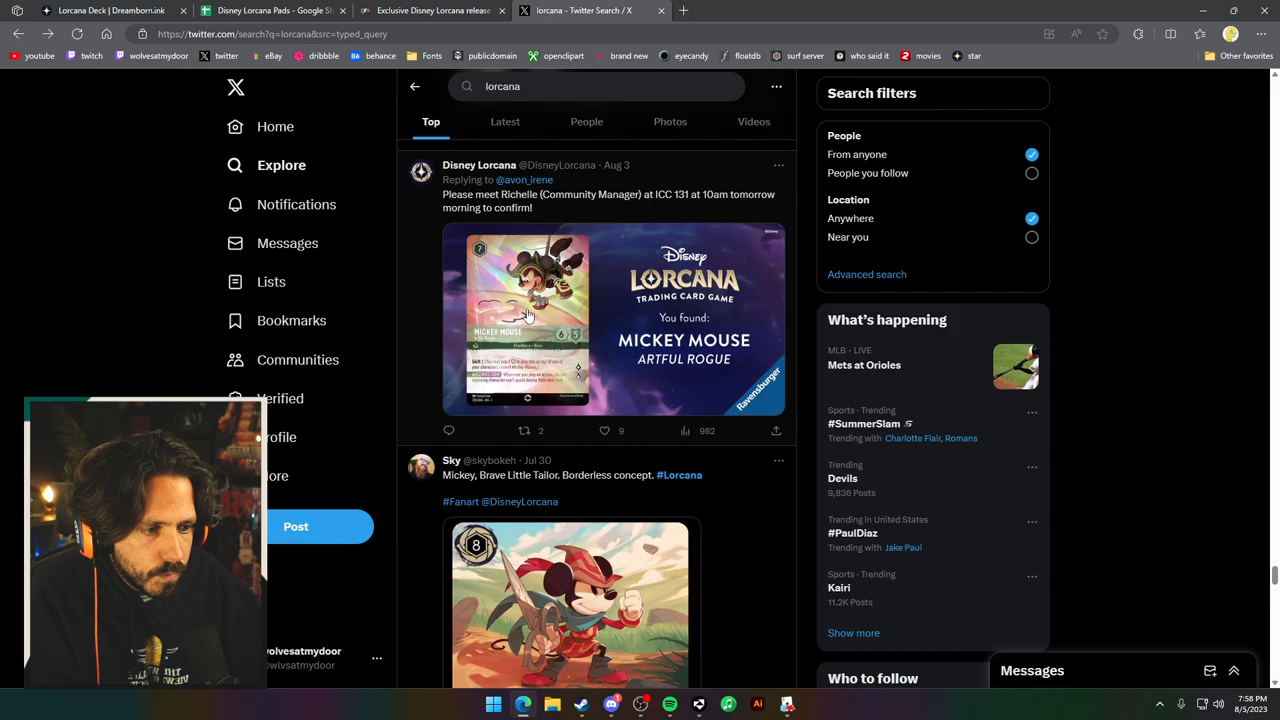 Lorcana Deck | Dreamborn.ink
Disney Lorcana Pads - Google Sh
Exclusive Disney Lorcana release
lorcana - Twitter Search / X
https://twitter.com/search?q=lorcana&src=typed_query
youtube
twitch
wolvesatmydoor
twitter
eBay
dribbble
behance
Fonts
publicdomain
openclipart
brand new
eyecandy
floatdb
surf server
who said it
movies
star
Other favorites
Home
Explore
Notifications
Messages
Lists
Bookmarks
Communities
Verified
Profile
More
Post
wolvesatmydoor
@wlvsatmydoor
lorcana
Top
Latest
People
Photos
Videos
Disney Lorcana @DisneyLorcana · Aug 3
Replying to @avon_irene
Please meet Richelle (Community Manager) at ICC 131 at 10am tomorrow
morning to confirm!
7
MICKEY MOUSE
6 5
Disney
LORCANA
TRADING CARD GAME
You found:
MICKEY MOUSE
ARTFUL ROGUE
Ravensburger
2
9
982
Sky @skybokeh · Jul 30
Mickey, Brave Little Tailor. Borderless concept. #Lorcana
#Fanart @DisneyLorcana
8
Search filters
People
From anyone
People you follow
Location
Anywhere
Near you
Advanced search
What's happening
MLB · LIVE
Mets at Orioles
Sports · Trending
#SummerSlam
Trending with Charlotte Flair, Romans
Trending
Devils
9,836 Posts
Trending in United States
#PaulDiaz
Trending with Jake Paul
Sports · Trending
Kairi
11.2K Posts
Show more
Who to follow
Messages
7:58 PM
8/5/2023